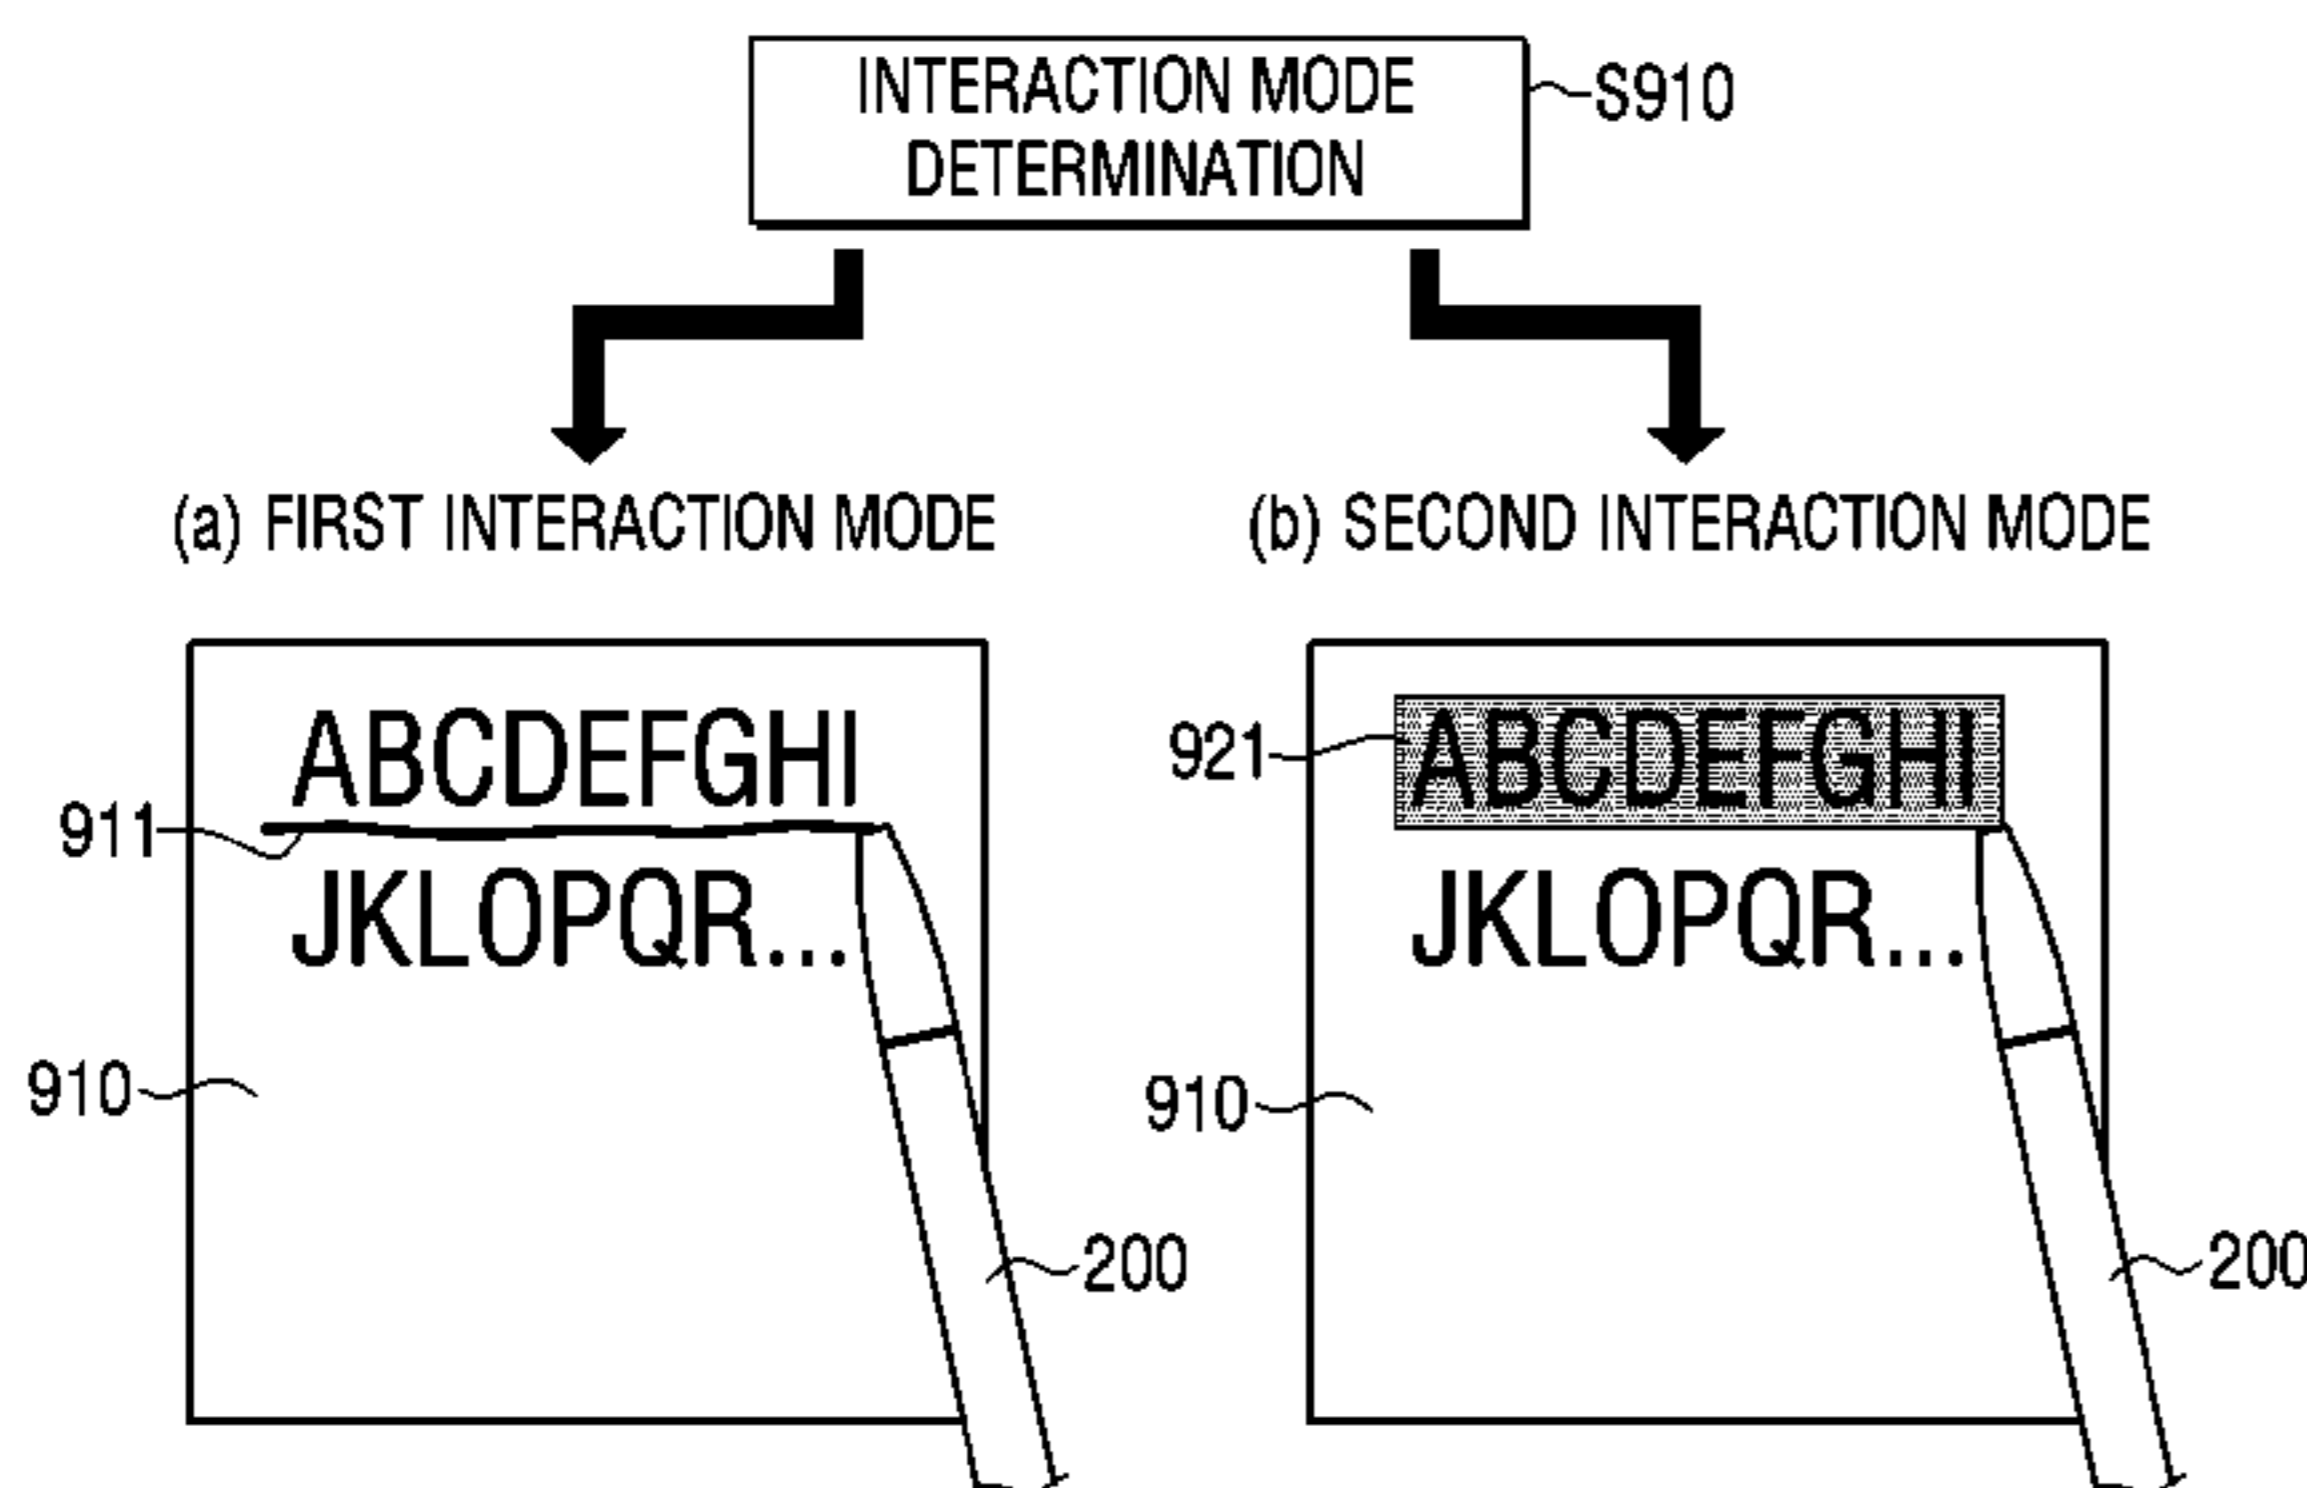 INTERACTION MODE
DETERMINATION
S910
(a) FIRST INTERACTION MODE
ABCDEFGHI
911
JKLOPQR...
910
200
(b) SECOND INTERACTION MODE
921
ABCDEFGHI
JKLOPQR...
910
200